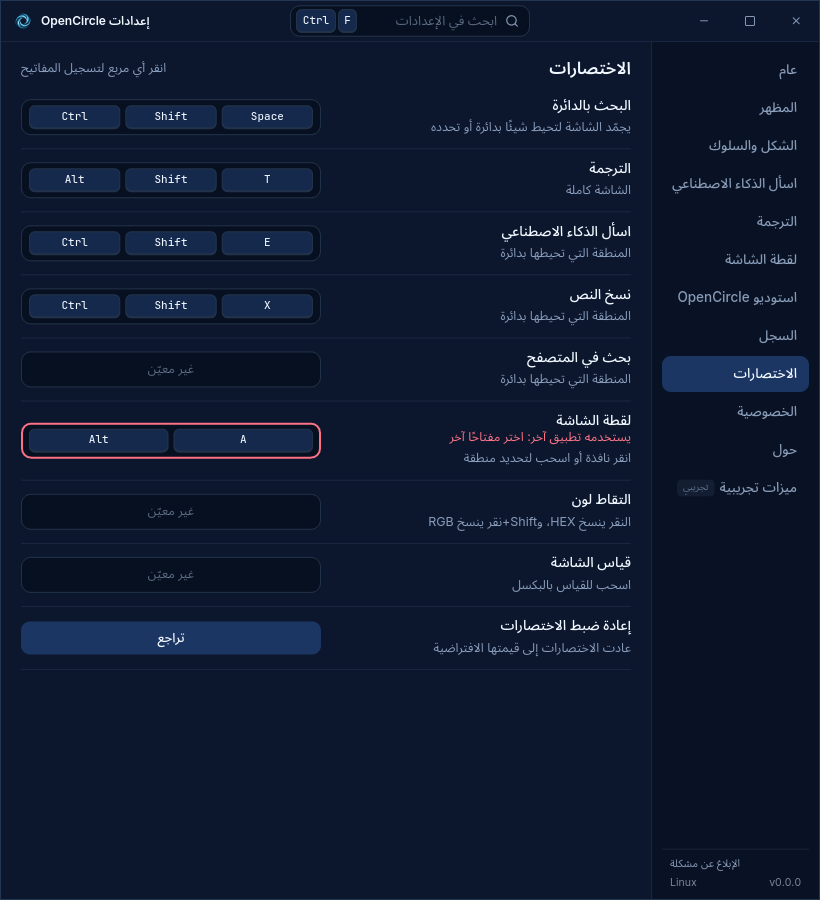 إعدادات OpenCircle
ابحث في الإعدادات
Ctrl F
عام
المظهر
الشكل والسلوك
اسأل الذكاء الاصطناعي
الترجمة
لقطة الشاشة
استوديو OpenCircle
السجل
الاختصارات
الخصوصية
حول
ميزات تجريبية تجريبي
الإبلاغ عن مشكلة
Linux v0.0.0
الاختصارات
انقر أي مربع لتسجيل المفاتيح
البحث بالدائرة
يجمّد الشاشة لتحيط شيئًا بدائرة أو تحدده
Ctrl Shift Space
الترجمة
الشاشة كاملة
Alt Shift T
اسأل الذكاء الاصطناعي
المنطقة التي تحيطها بدائرة
Ctrl Shift E
نسخ النص
المنطقة التي تحيطها بدائرة
Ctrl Shift X
بحث في المتصفح
المنطقة التي تحيطها بدائرة
غير معيّن
لقطة الشاشة
يستخدمه تطبيق آخر: اختر مفتاحًا آخر
انقر نافذة أو اسحب لتحديد منطقة
Alt A
التقاط لون
النقر ينسخ HEX، وShift+نقر ينسخ RGB
غير معيّن
قياس الشاشة
اسحب للقياس بالبكسل
غير معيّن
إعادة ضبط الاختصارات
عادت الاختصارات إلى قيمتها الافتراضية
تراجع